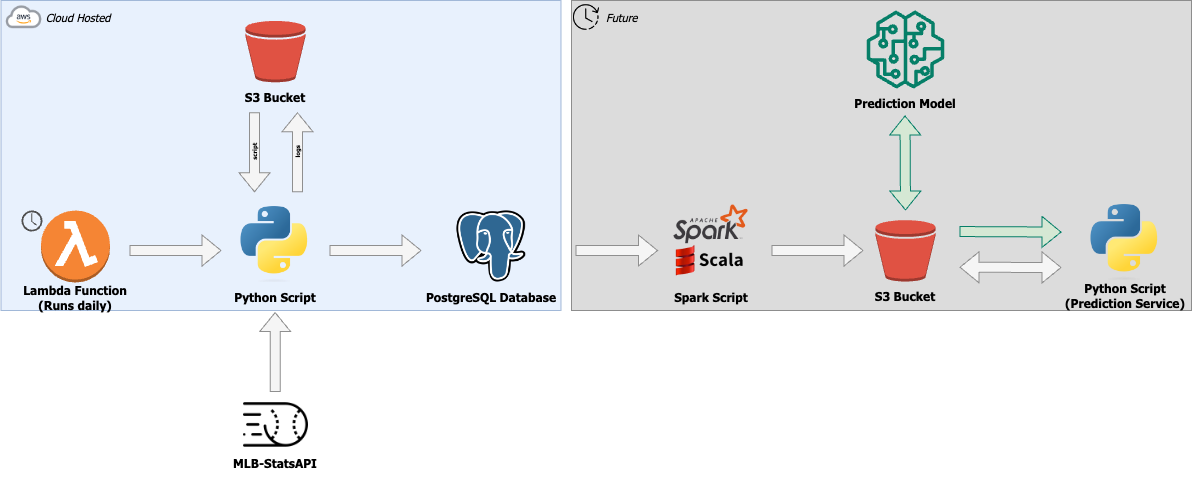 aws
Cloud Hosted
S3 Bucket
script
logs
Lambda Function
(Runs daily)
Python Script
PostgreSQL Database
MLB-StatsAPI
Future
Prediction Model
APACHE
Spark
Scala
Spark Script
S3 Bucket
Python Script
(Prediction Service)